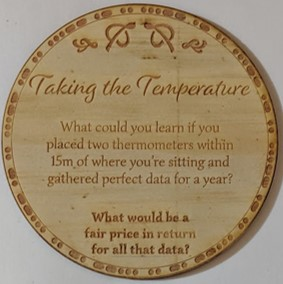 Taking the Temperature
What could you learn if you
placed two thermometers within
15m of where you're sitting and
gathered perfect data for a year?
What would be a
fair price in return
for all that data?